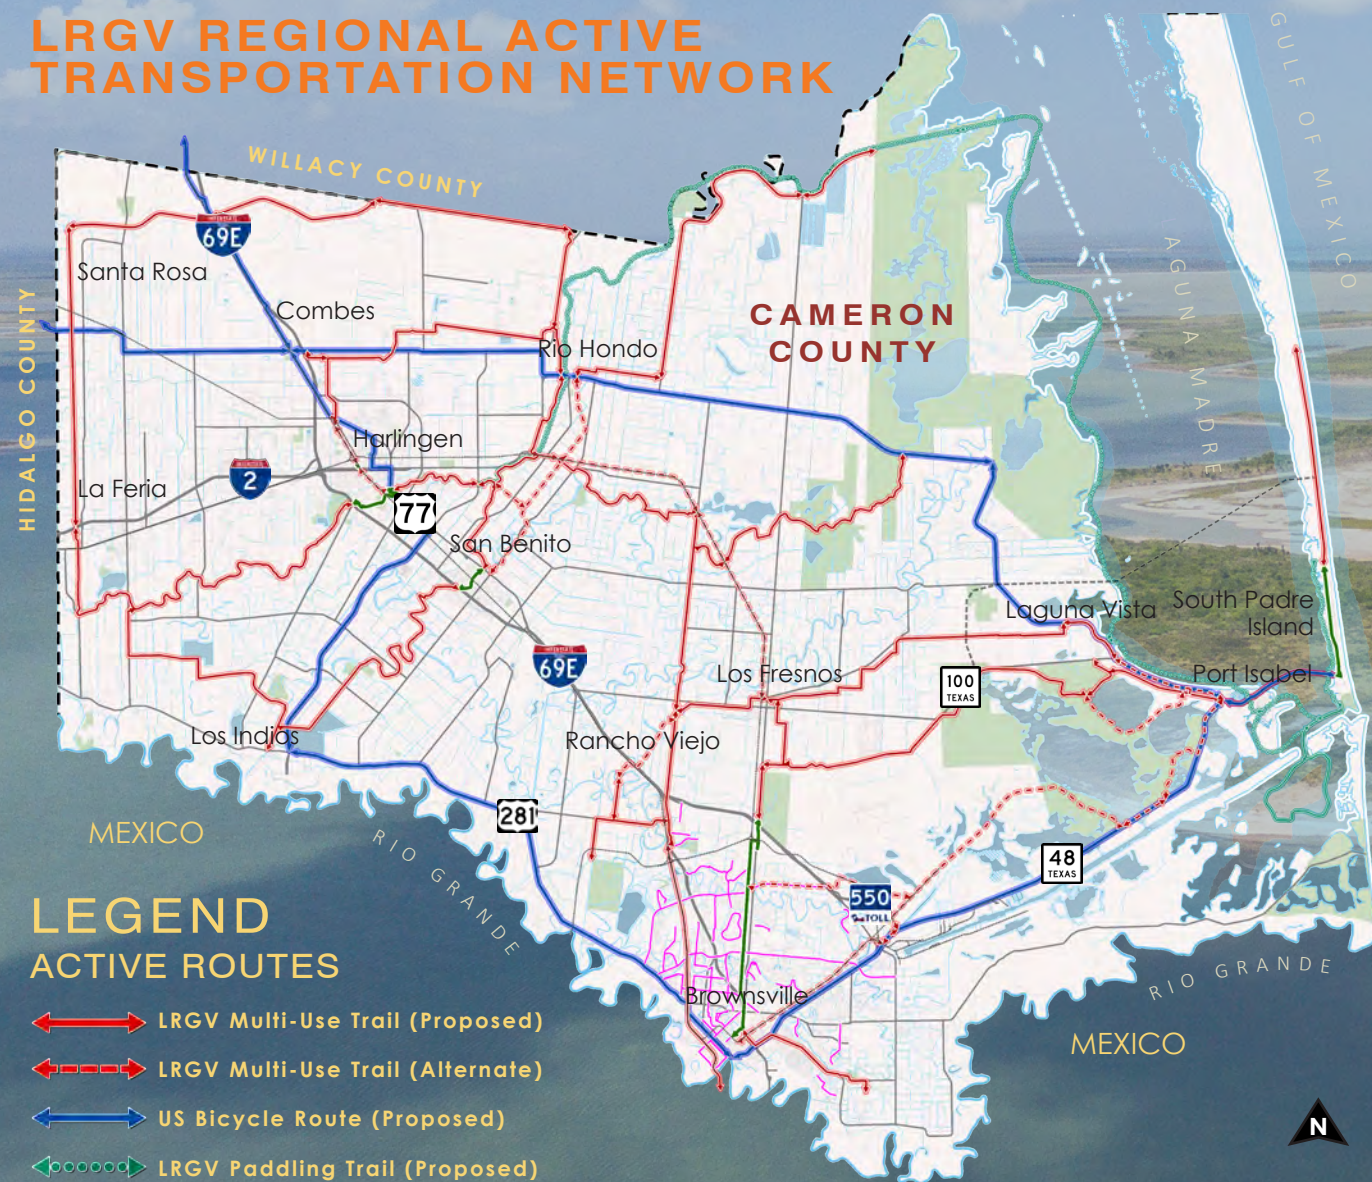 LRGV REGIONAL ACTIVE
TRANSPORTATION NETWORK
GULF OF MEXICO
WILLACY COUNTY
69E
Santa Rosa
AGUNA MADRE
HIDALGO COUNTY
Combes
CAMERON
COUNTY
Rio Hondo
Harlingen
2
La Feria
77
San Benito
Laguna Vista
South Padre
Island
69E
Los Fresnos
100
TEXAS
Port Isabel
Los Indios
Rancho Viejo
281
MEXICO
RIO GRANDE
48
TEXAS
550
TOLL
Brownsville
RIO GRANDE
MEXICO
LEGEND
ACTIVE ROUTES
LRGV Multi-Use Trail (Proposed)
LRGV Multi-Use Trail (Alternate)
US Bicycle Route (Proposed)
LRGV Paddling Trail (Proposed)
N